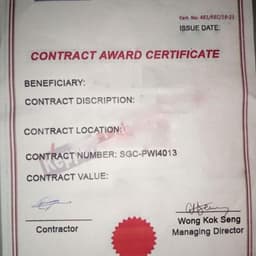 ISSUE DATE:
CONTRACT AWARD CERTIFICATE
BENEFICIARY:
CONTRACT DISCRIPTION:
CONTRACT LOCATION:
CONTRACT NUMBER: SGC-PWI4013
CONTRACT VALUE:
Contractor
Wong Kok Seng
Managing Director